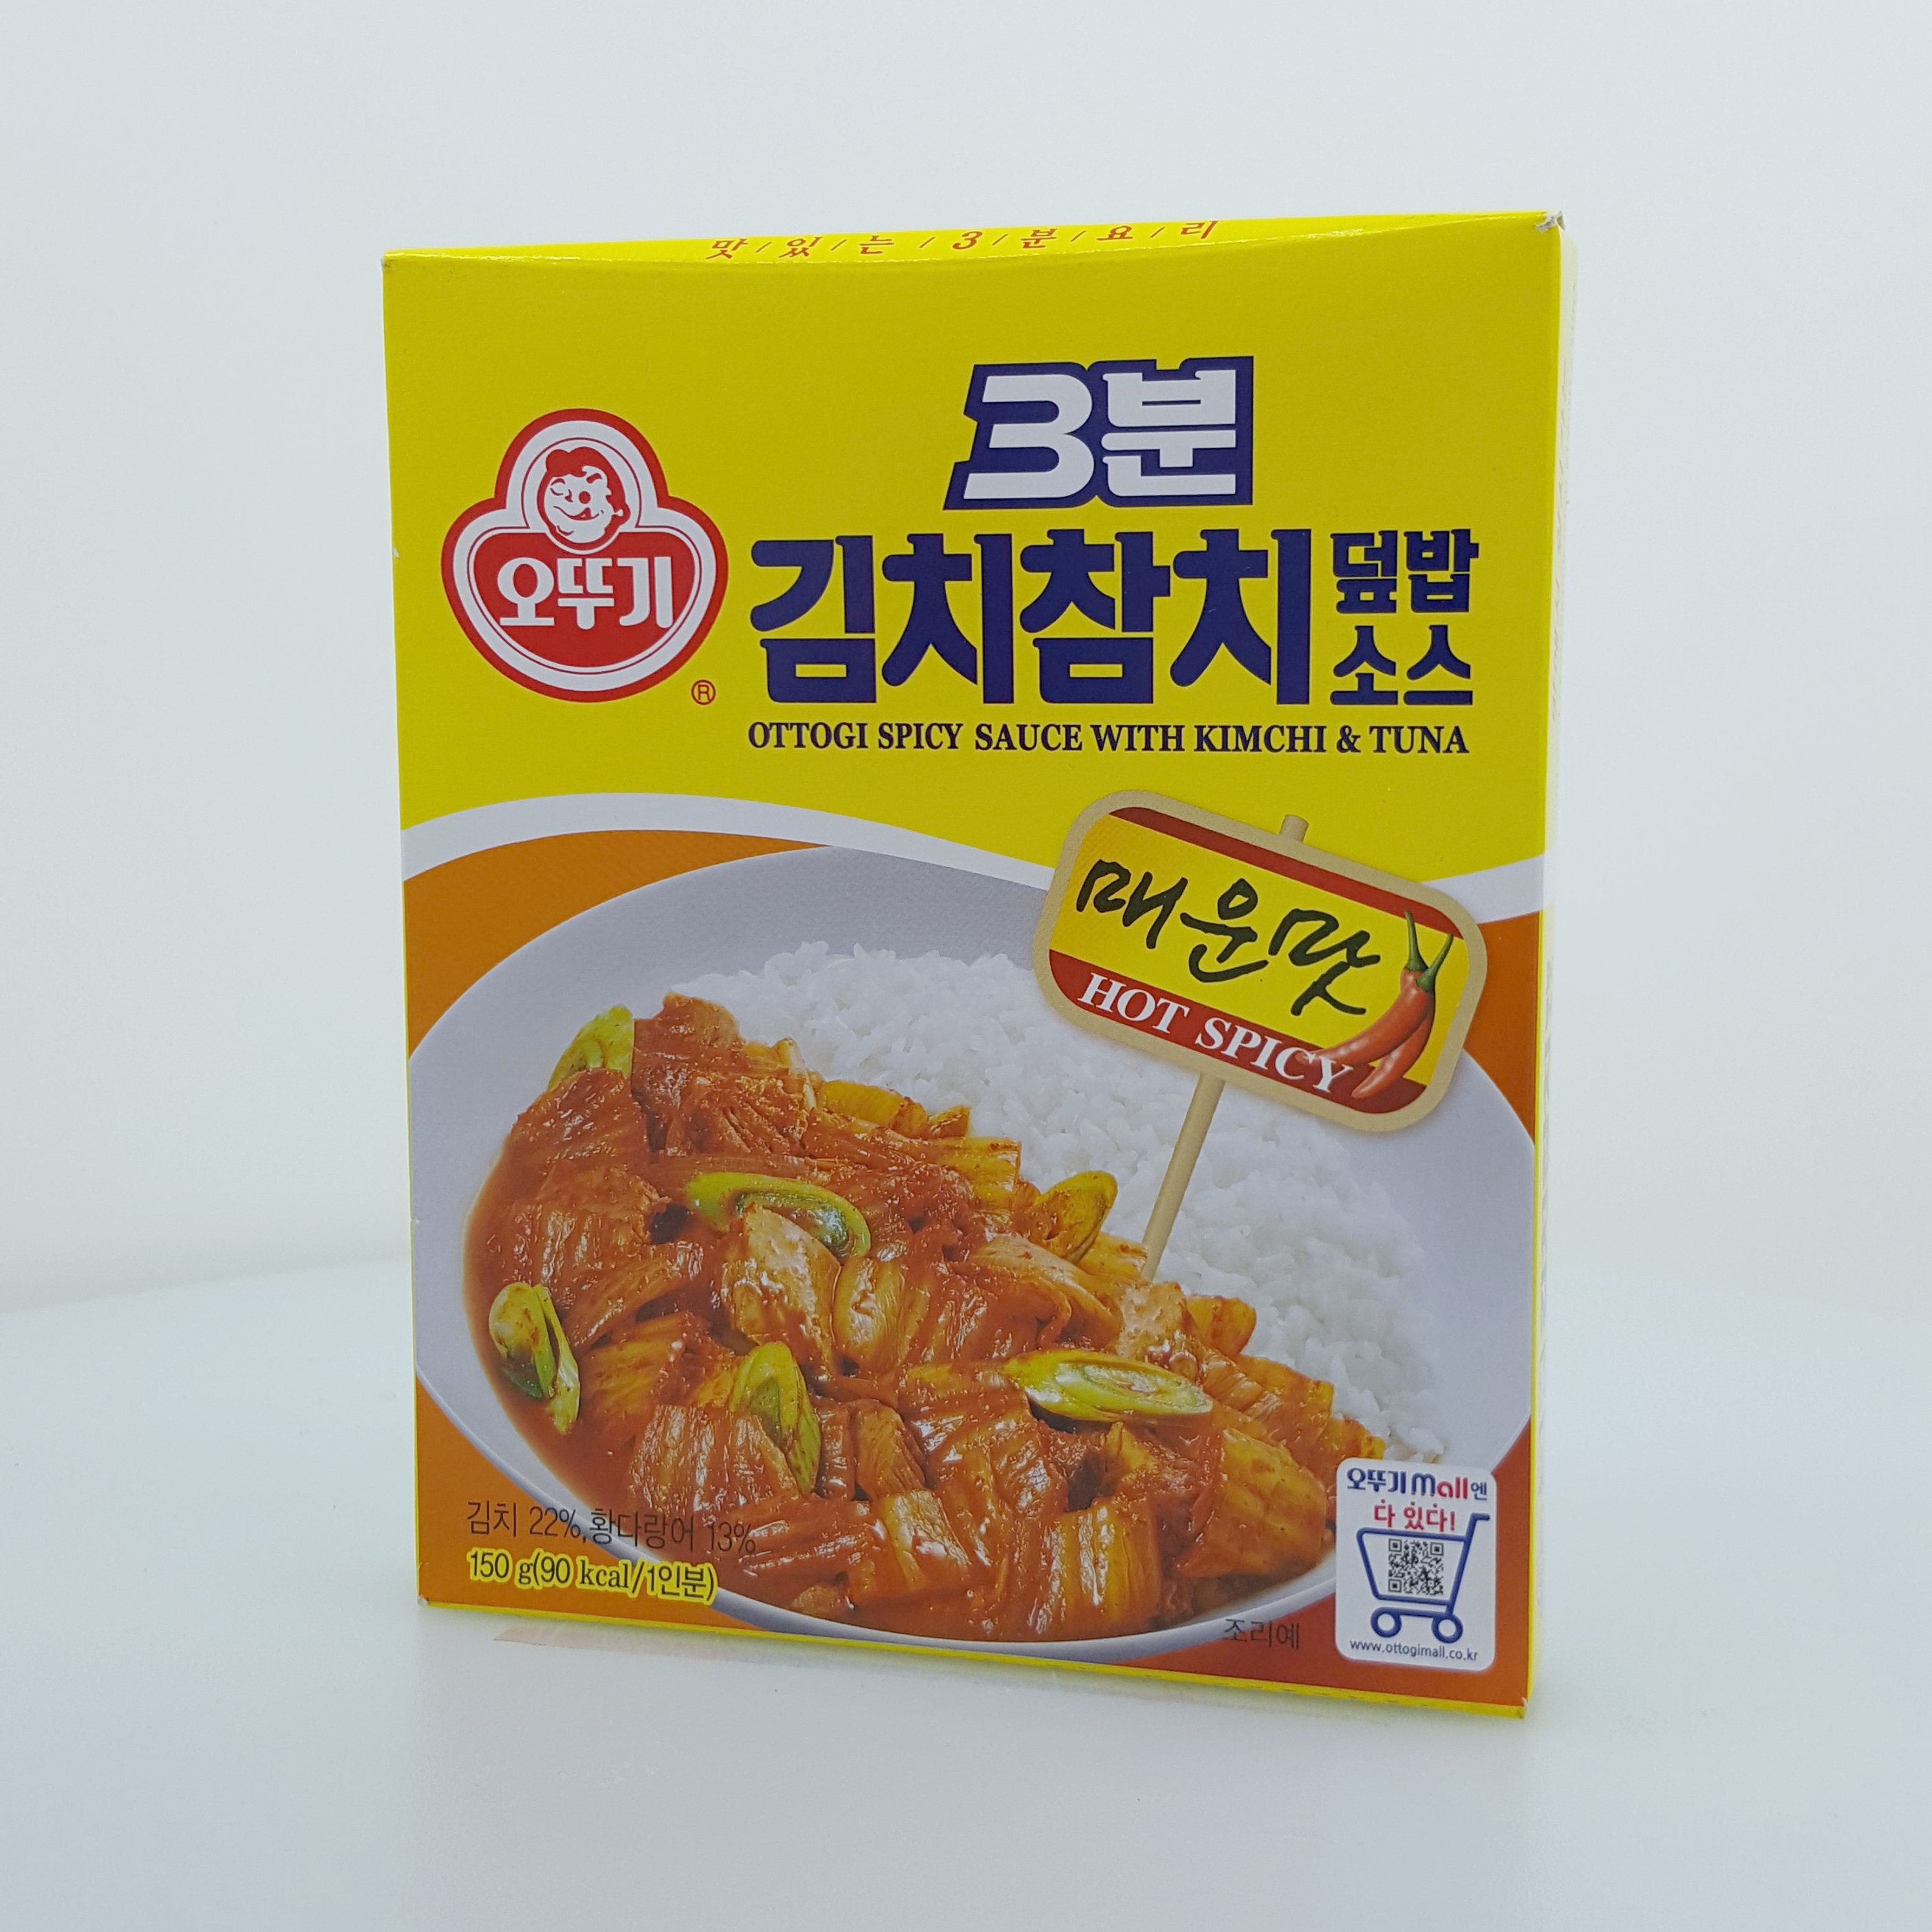 맛/있/는/3/분/요/리
3분
오뚜기
®
김치참치 덮밥
소스
OTTOGI SPICY SAUCE WITH KIMCHI & TUNA
매운맛
HOT SPICY
김치 22%, 황다랑어 13%
150 g(90 kcal/1인분)
조리예
오뚜기mall엔
다 있다!
www.ottogimall.co.kr